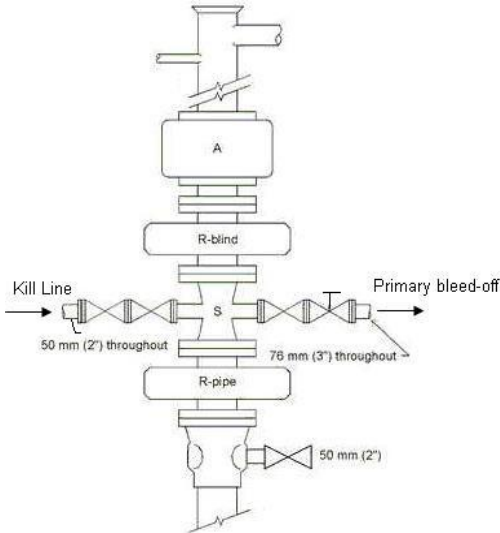 A
R-blind
Kill Line
Primary bleed-off
S
50 mm (2") throughout
76 mm (3") throughout
R-pipe
50 mm (2")